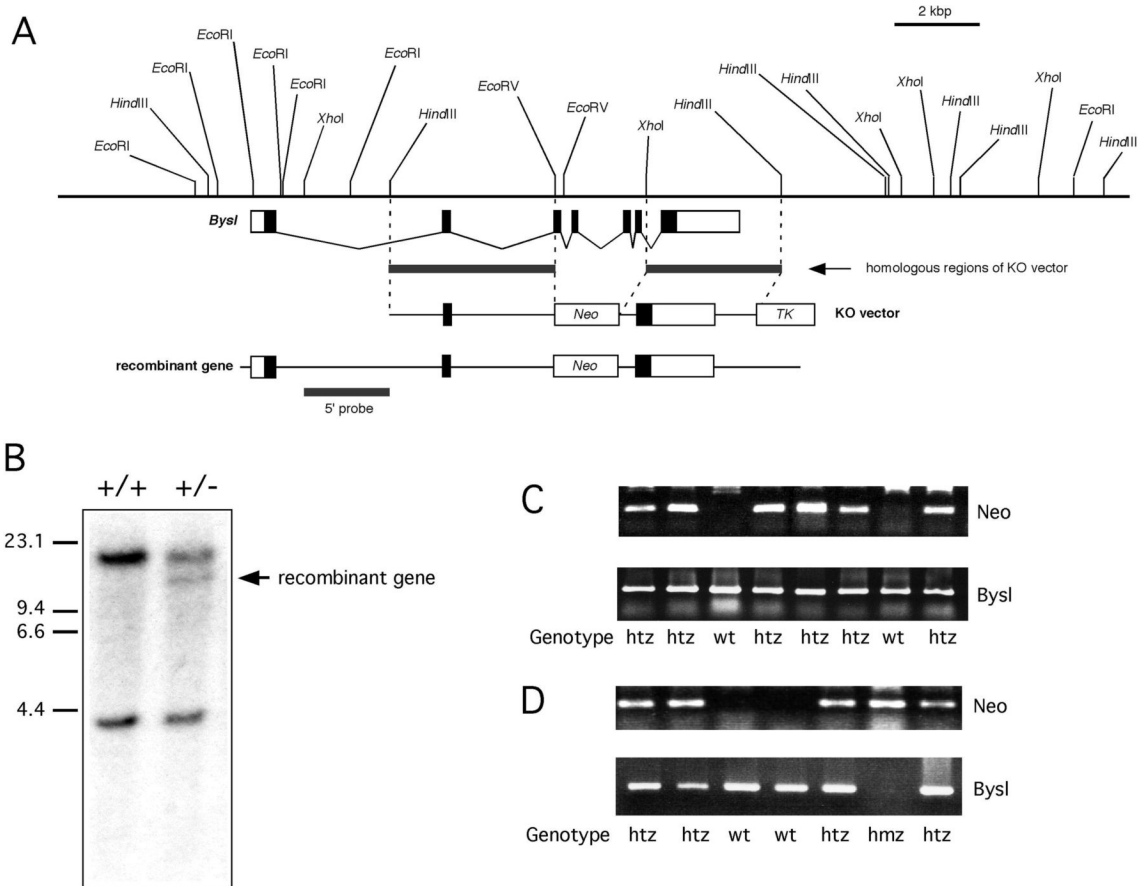 A
2 kbp
EcoRI
HindIII
EcoRI
EcoRI
EcoRI
EcoRI
XhoI
EcoRI
HindIII
EcoRV
EcoRV
XhoI
HindIII
HindIII
HindIII
XhoI
XhoI
HindIII
HindIII
XhoI
EcoRI
HindIII
Bysl
homologous regions of KO vector
Neo
TK
KO vector
recombinant gene
Neo
5' probe
B
+/+ +/-
23.1
recombinant gene
9.4
6.6
4.4
C
Neo
Bysl
Genotype htz htz wt htz htz htz wt htz
D
Neo
Bysl
Genotype htz htz wt wt htz hmz htz